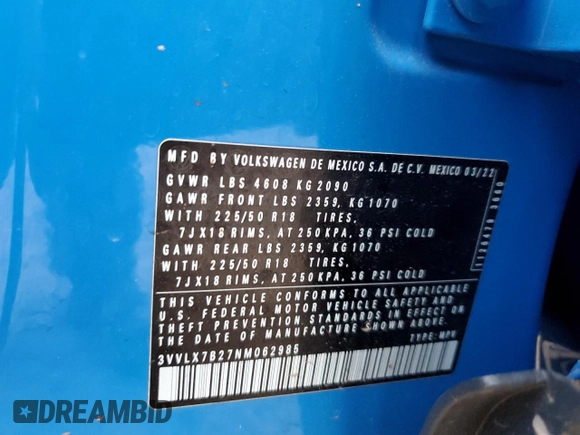 MFD BY VOLKSWAGEN DE MEXICO S.A. DE C.V. MEXICO 03/22
GVWR LBS 4608 KG 2090
GAWR FRONT LBS 2359, KG 1070
WITH 225/50 R18 TIRES,
7JX18 RIMS, AT 250 KPA, 36 PSI COLD
GAWR REAR LBS 2359, KG 1070
WITH 225/50 R18 TIRES,
7JX18 RIMS, AT 250 KPA, 36 PSI COLD
THIS VEHICLE CONFORMS TO ALL APPLICABLE
U.S. FEDERAL MOTOR VEHICLE SAFETY AND
THEFT PREVENTION STANDARDS IN EFFECT ON
THE DATE OF MANUFACTURE SHOWN ABOVE.
3VVLX7B27NM062985
TYPE: MPV
DREAMBID